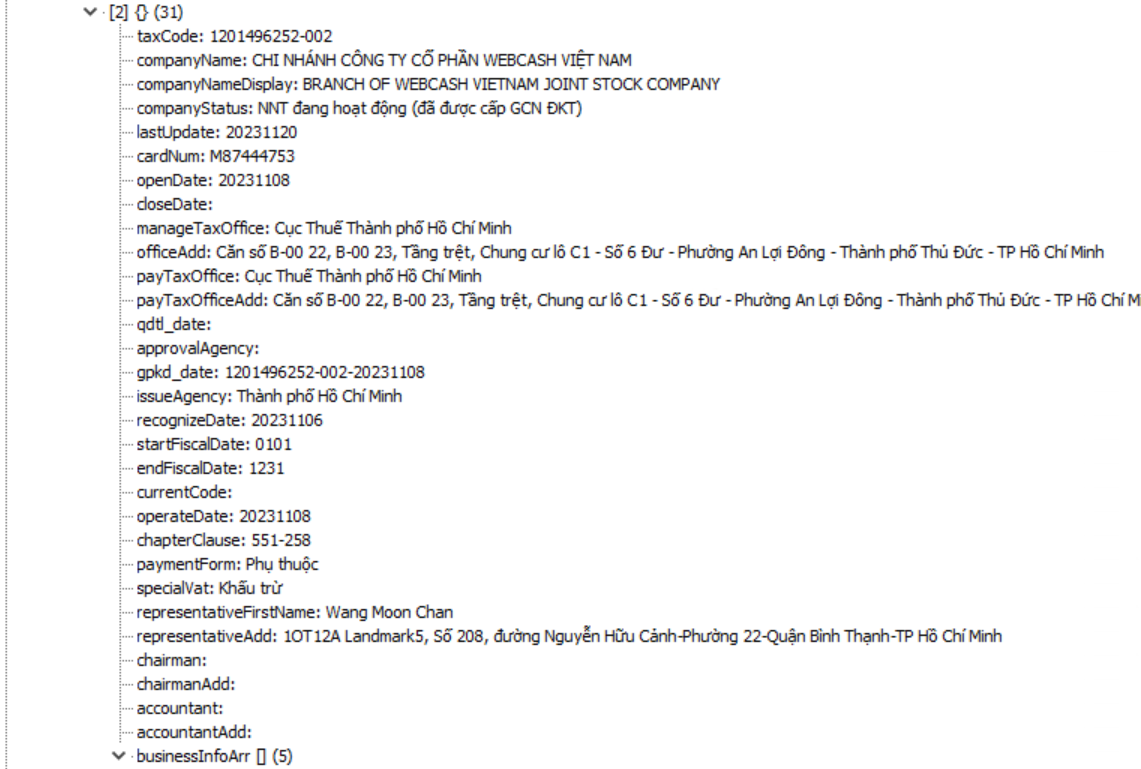 [2] {} (31)
taxCode: 1201496252-002
companyName: CHI NHÁNH CÔNG TY CỔ PHẦN WEBCASH VIỆT NAM
companyNameDisplay: BRANCH OF WEBCASH VIETNAM JOINT STOCK COMPANY
companyStatus: NNT đang hoạt động (đã được cấp GCN ĐKT)
lastUpdate: 20231120
cardNum: M87444753
openDate: 20231108
closeDate:
manageTaxOffice: Cục Thuế Thành phố Hồ Chí Minh
officeAdd: Căn số B-00 22, B-00 23, Tầng trệt, Chung cư lô C1 - Số 6 Đư - Phường An Lợi Đông - Thành phố Thủ Đức - TP Hồ Chí Minh
payTaxOffice: Cục Thuế Thành phố Hồ Chí Minh
payTaxOfficeAdd: Căn số B-00 22, B-00 23, Tầng trệt, Chung cư lô C1 - Số 6 Đư - Phường An Lợi Đông - Thành phố Thủ Đức - TP Hồ Chí M
qdtl_date:
approvalAgency:
gpkd_date: 1201496252-002-20231108
issueAgency: Thành phố Hồ Chí Minh
recognizeDate: 20231106
startFiscalDate: 0101
endFiscalDate: 1231
currentCode:
operateDate: 20231108
chapterClause: 551-258
paymentForm: Phụ thuộc
specialVat: Khấu trừ
representativeFirstName: Wang Moon Chan
representativeAdd: 1OT12A Landmark5, Số 208, đường Nguyễn Hữu Cảnh-Phường 22-Quận Bình Thạnh-TP Hồ Chí Minh
chairman:
chairmanAdd:
accountant:
accountantAdd:
businessInfoArr [] (5)